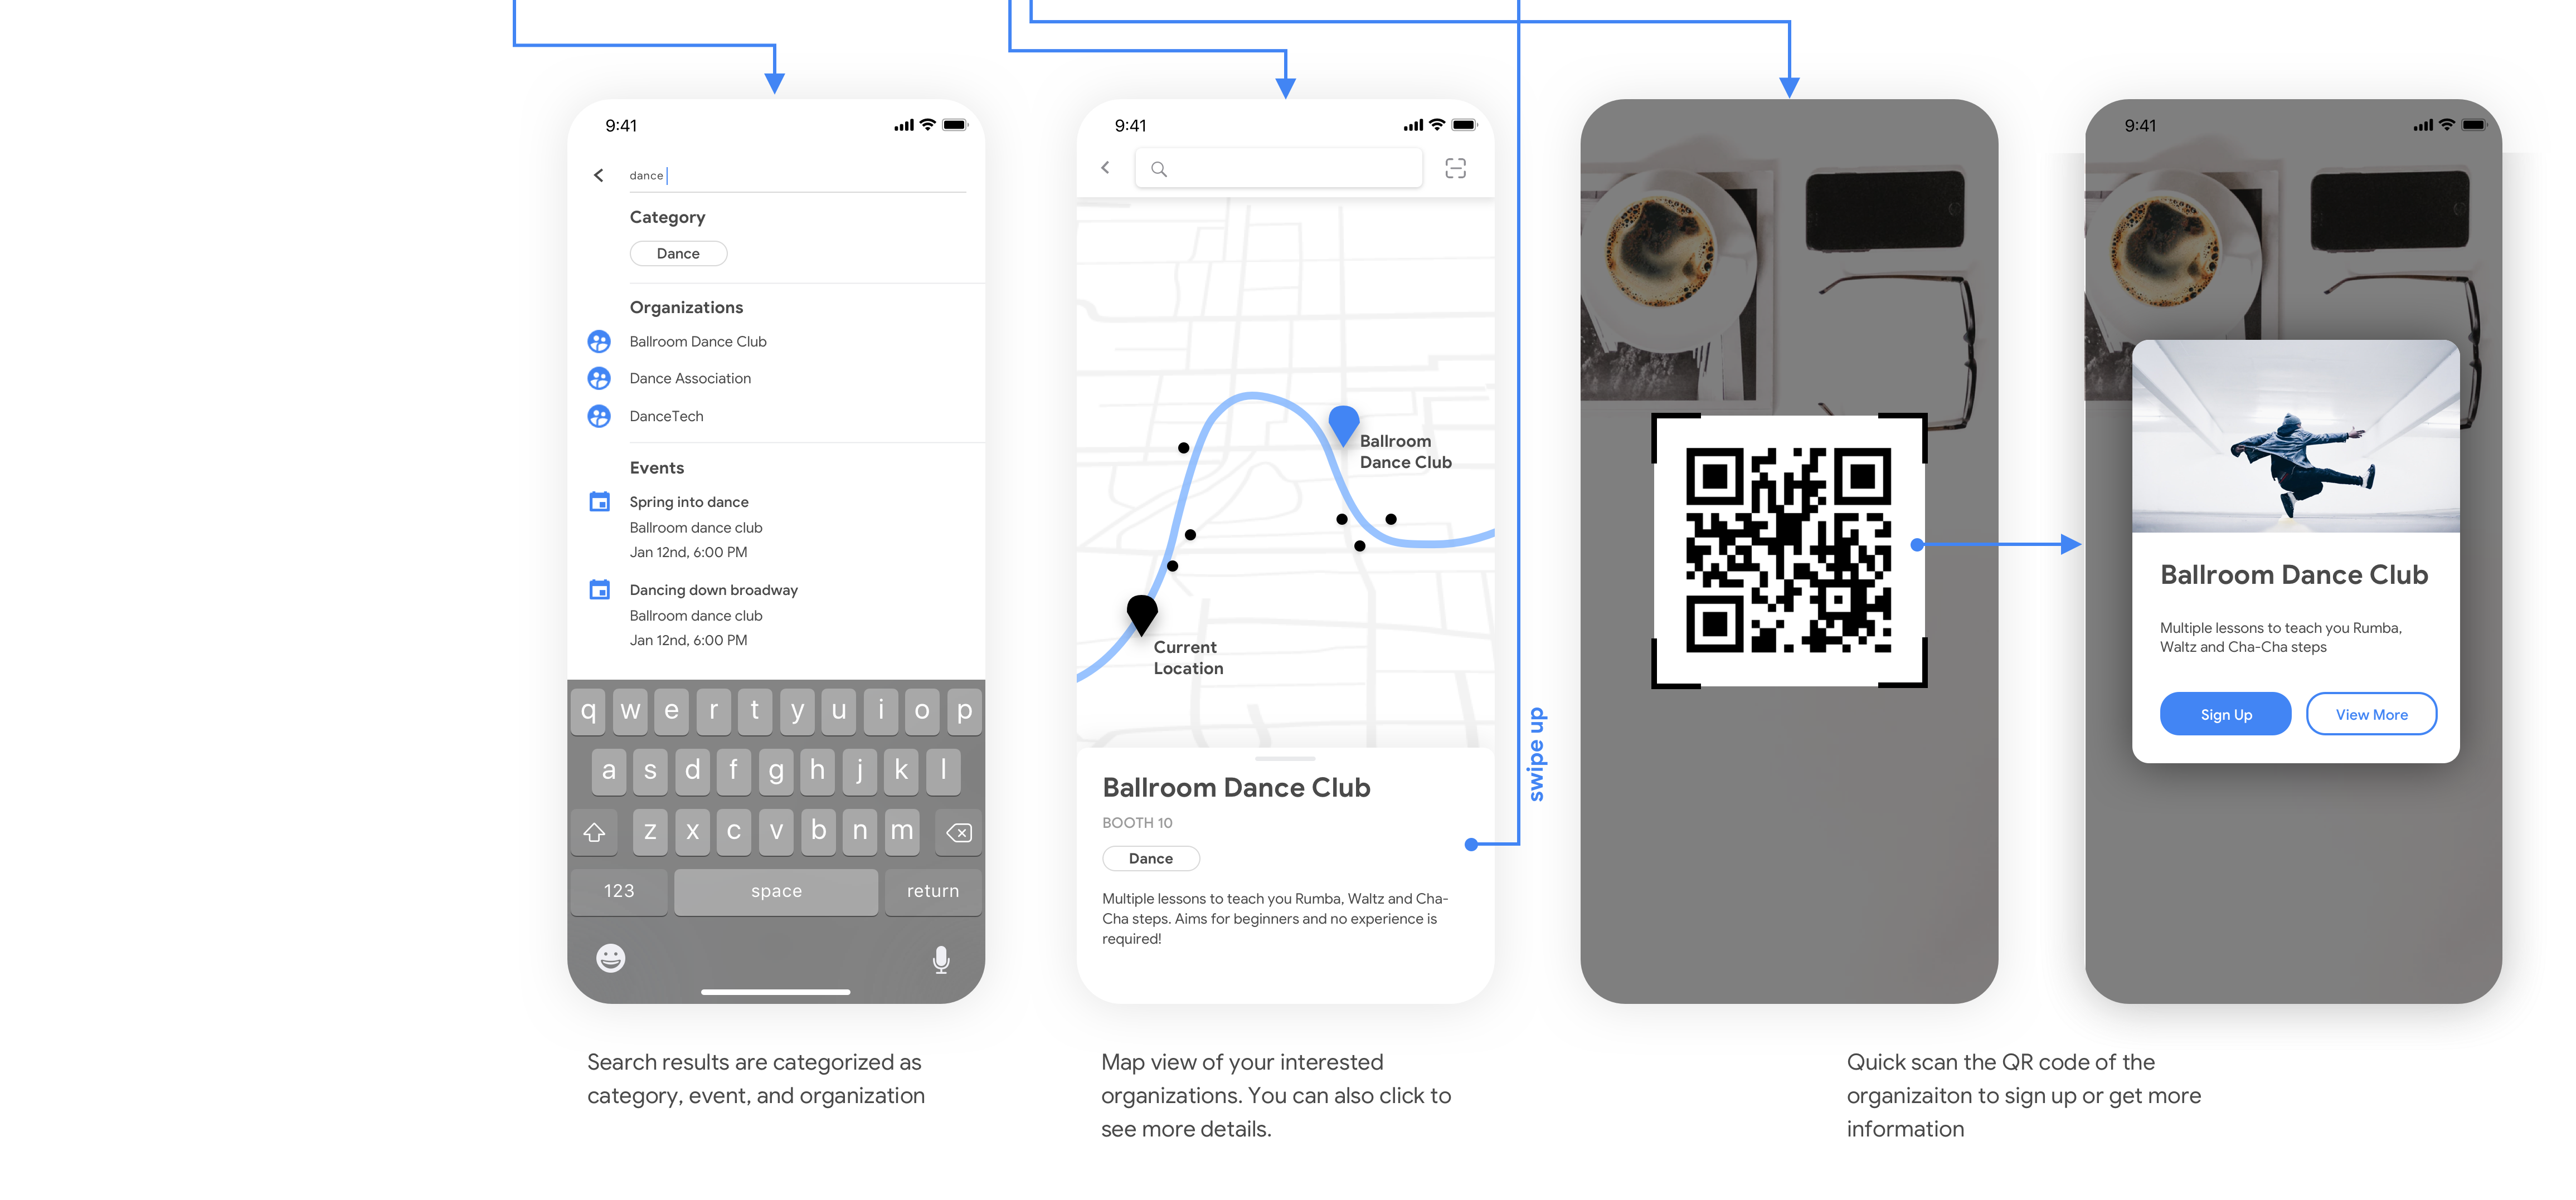 9:41
dance
Category
Dance
Organizations
Ballroom Dance Club
Dance Association
DanceTech
Events
Spring into dance
Ballroom dance club
Jan 12nd, 6:00 PM
Dancing down broadway
Ballroom dance club
Jan 12nd, 6:00 PM
q w e r t y u i o p
a s d f g h j k l
z x c v b n m
123 space return
Search results are categorized as
category, event, and organization
9:41
Ballroom
Dance Club
Current
Location
Ballroom Dance Club
BOOTH 10
Dance
Multiple lessons to teach you Rumba, Waltz and Cha-
Cha steps. Aims for beginners and no experience is
required!
swipe up
Map view of your interested
organizations. You can also click to
see more details.
9:41
Ballroom Dance Club
Multiple lessons to teach you Rumba,
Waltz and Cha-Cha steps
Sign Up
View More
Quick scan the QR code of the
organizaiton to sign up or get more
information